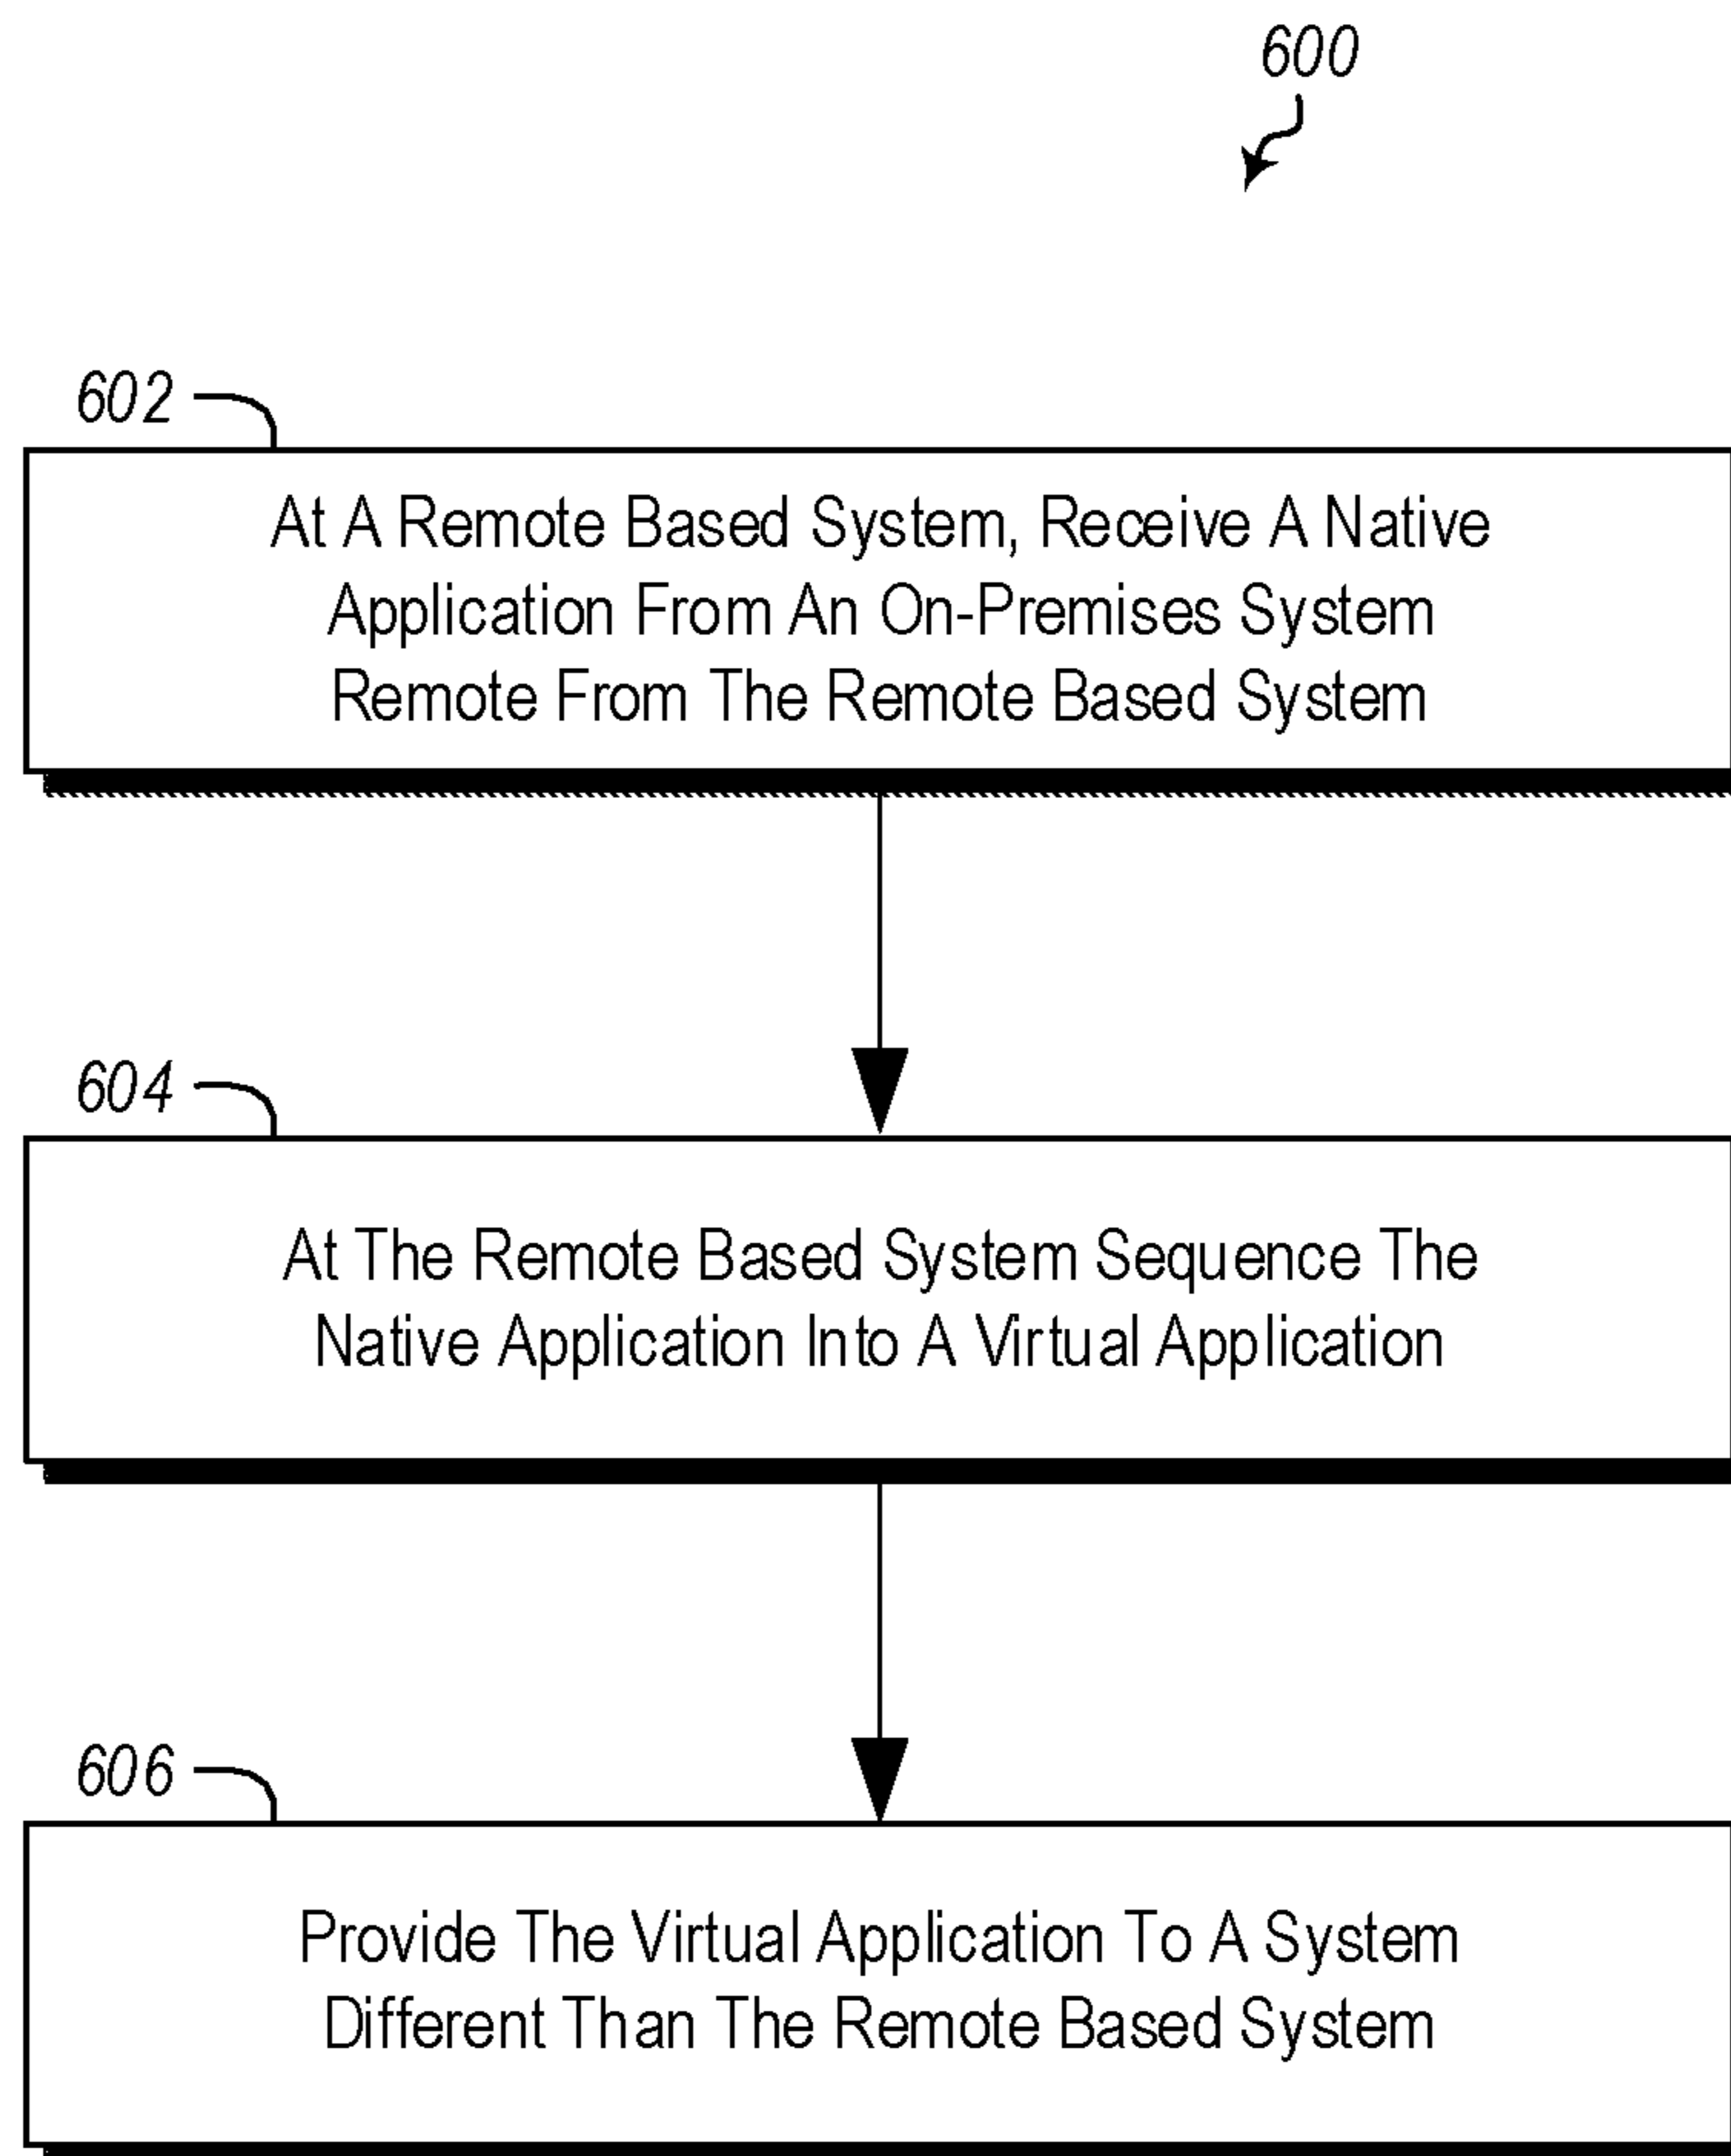 600
602
At A Remote Based System, Receive A Native
Application From An On-Premises System
Remote From The Remote Based System
604
At The Remote Based System Sequence The
Native Application Into A Virtual Application
606
Provide The Virtual Application To A System
Different Than The Remote Based System